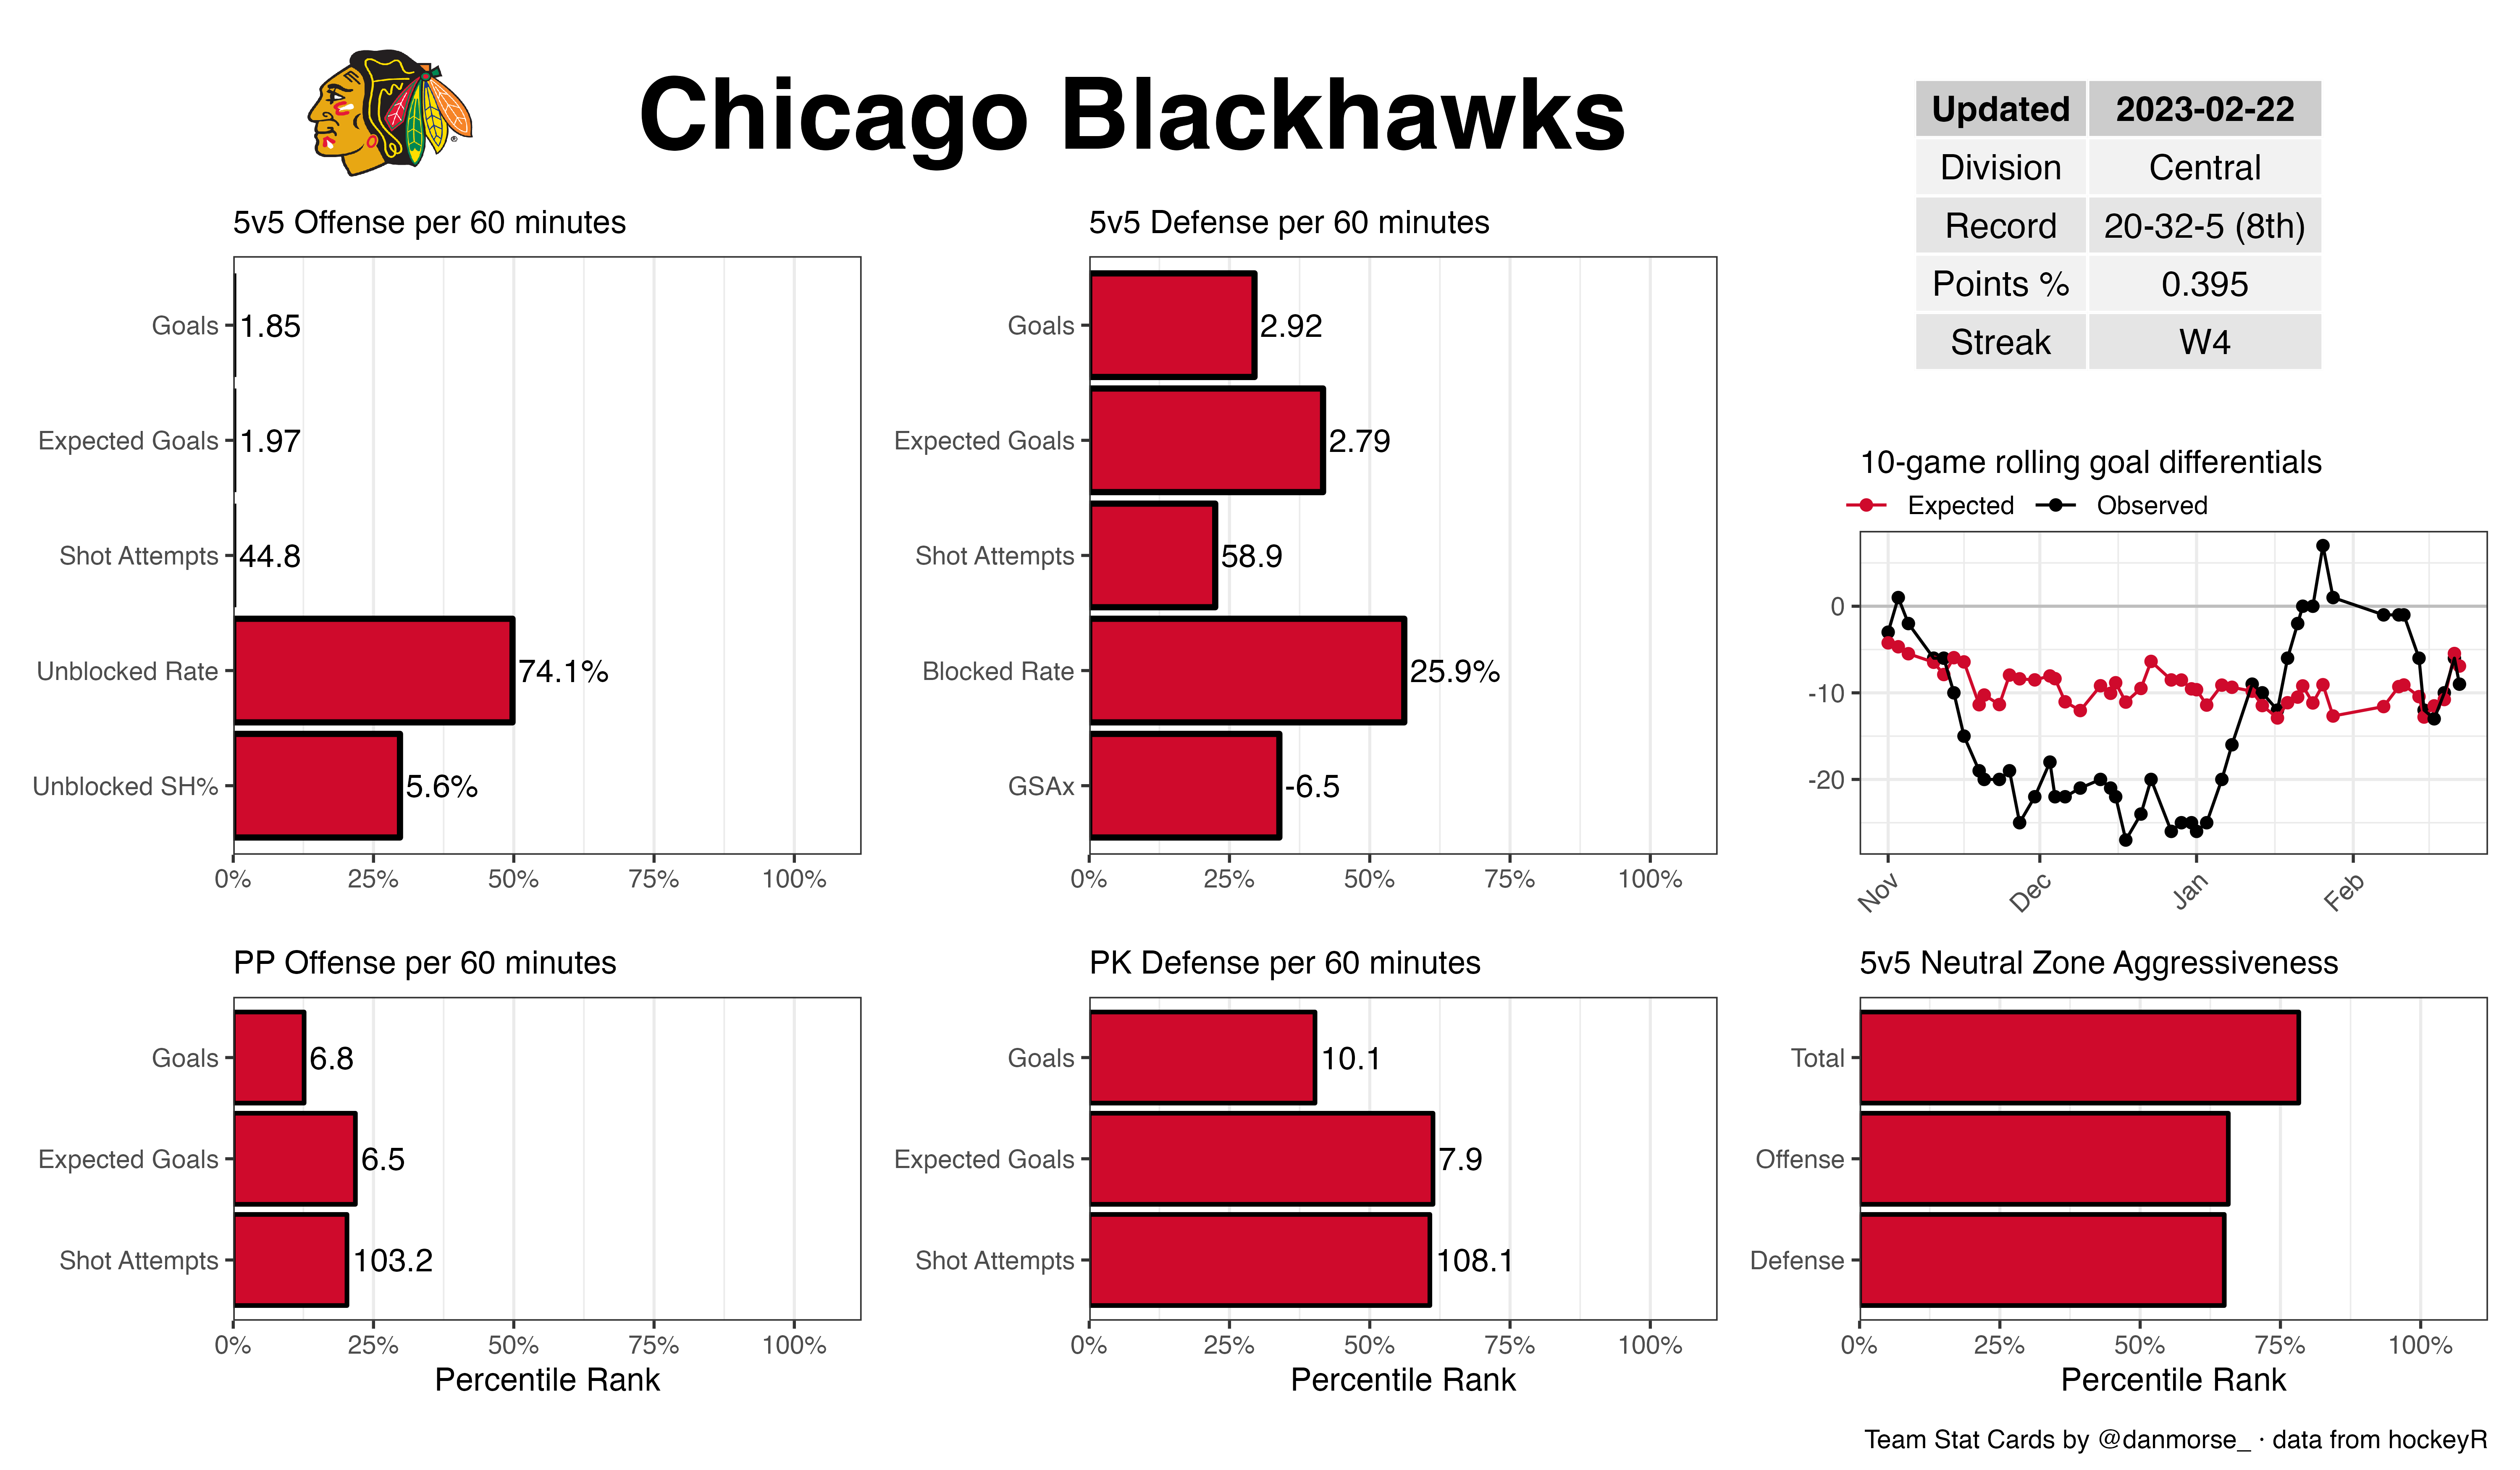 Chicago Blackhawks
Updated 2023-02-22
Division Central
Record 20-32-5 (8th)
Points % 0.395
Streak W4
5v5 Offense per 60 minutes
Goals 1.85
Expected Goals 1.97
Shot Attempts 44.8
Unblocked Rate 74.1%
Unblocked SH% 5.6%
0% 25% 50% 75% 100%
5v5 Defense per 60 minutes
Goals 2.92
Expected Goals 2.79
Shot Attempts 58.9
Blocked Rate 25.9%
GSAx -6.5
0% 25% 50% 75% 100%
10-game rolling goal differentials
Expected Observed
0
-10
-20
Nov Dec Jan Feb
PP Offense per 60 minutes
Goals 6.8
Expected Goals 6.5
Shot Attempts 103.2
0% 25% 50% 75% 100%
Percentile Rank
PK Defense per 60 minutes
Goals 10.1
Expected Goals 7.9
Shot Attempts 108.1
0% 25% 50% 75% 100%
Percentile Rank
5v5 Neutral Zone Aggressiveness
Total
Offense
Defense
0% 25% 50% 75% 100%
Percentile Rank
Team Stat Cards by @danmorse_ · data from hockeyR